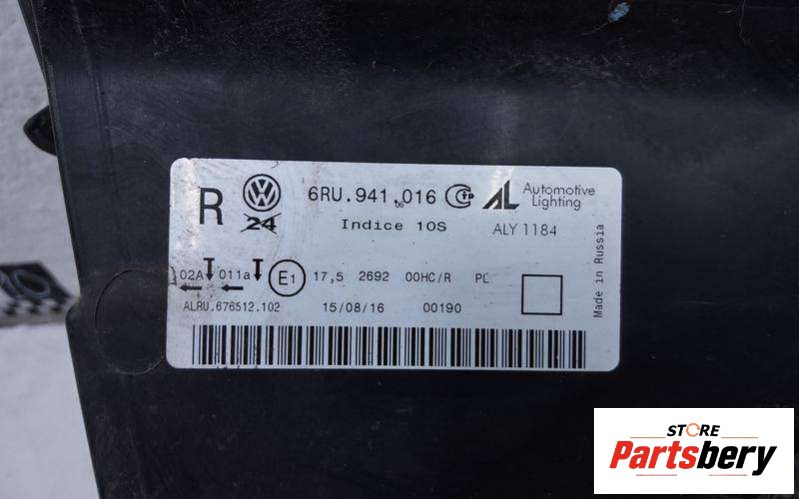 R 24 6RU.941.016 AL Automotive Lighting
Indice 10S ALY 1184
02A 011a E1 17,5 2692 00HC/R PL
ALRU.676512.102 15/08/16 00190
Made in Russia
STORE
Partsbery